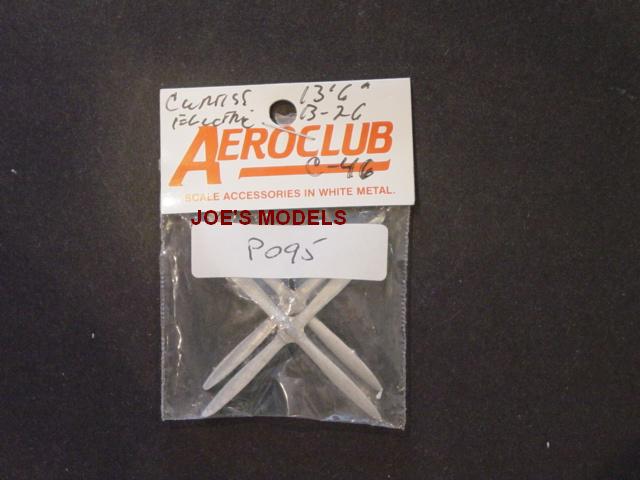 Curtiss 13'6"
Electric B-26
AEROCLUB
C-46
SCALE ACCESSORIES IN WHITE METAL.
JOE'S MODELS
P095